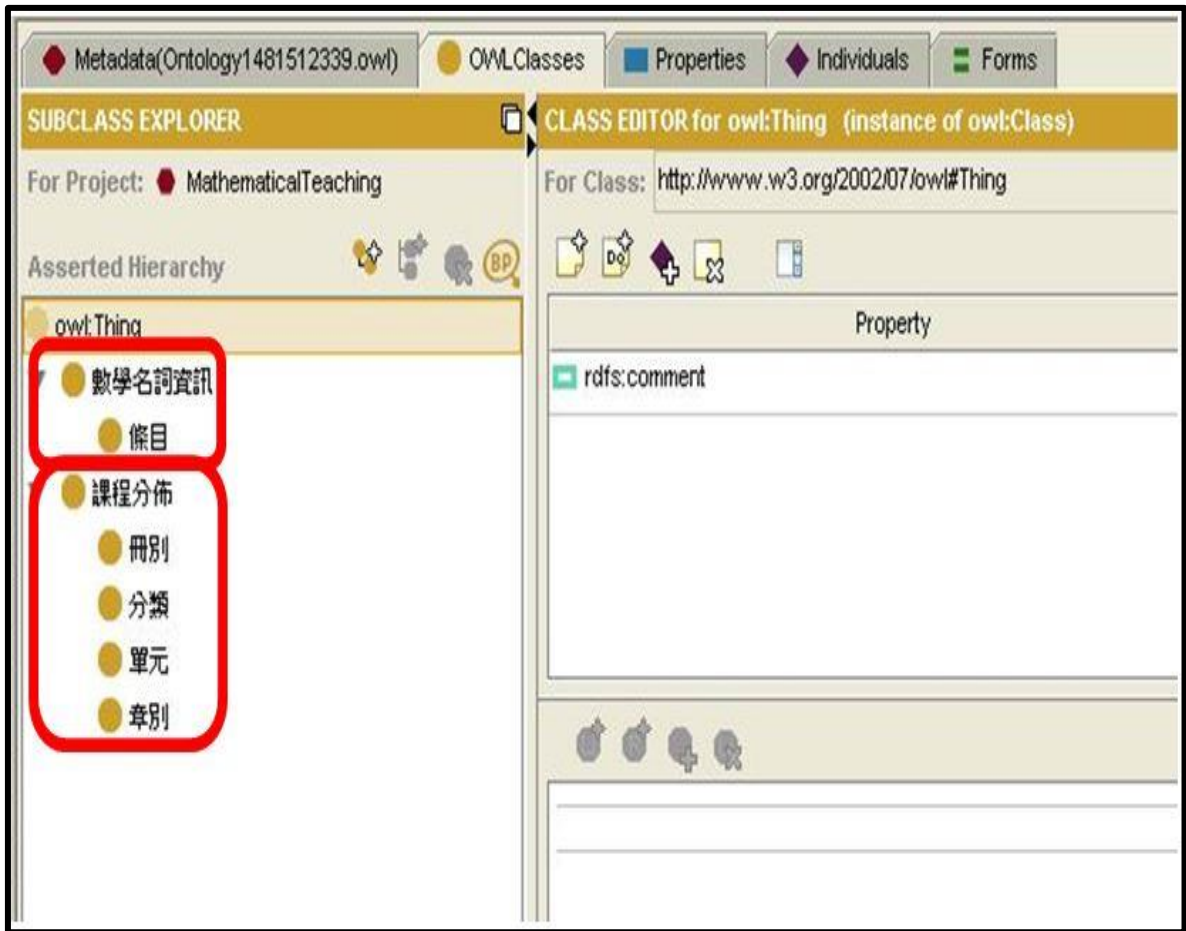 Metadata(Ontology1481512339.owl) OWLClasses Properties Individuals Forms
SUBCLASS EXPLORER
CLASS EDITOR for owl:Thing (instance of owl:Class)
For Project: MathematicalTeaching
For Class: http://www.w3.org/2002/07/owl#Thing
Asserted Hierarchy
BP
owl:Thing
數學名詞資訊
條目
課程分佈
冊別
分類
單元
章別
Property
rdfs:comment